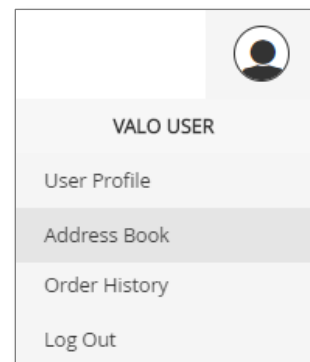 VALO USER
User Profile
Address Book
Order History
Log Out